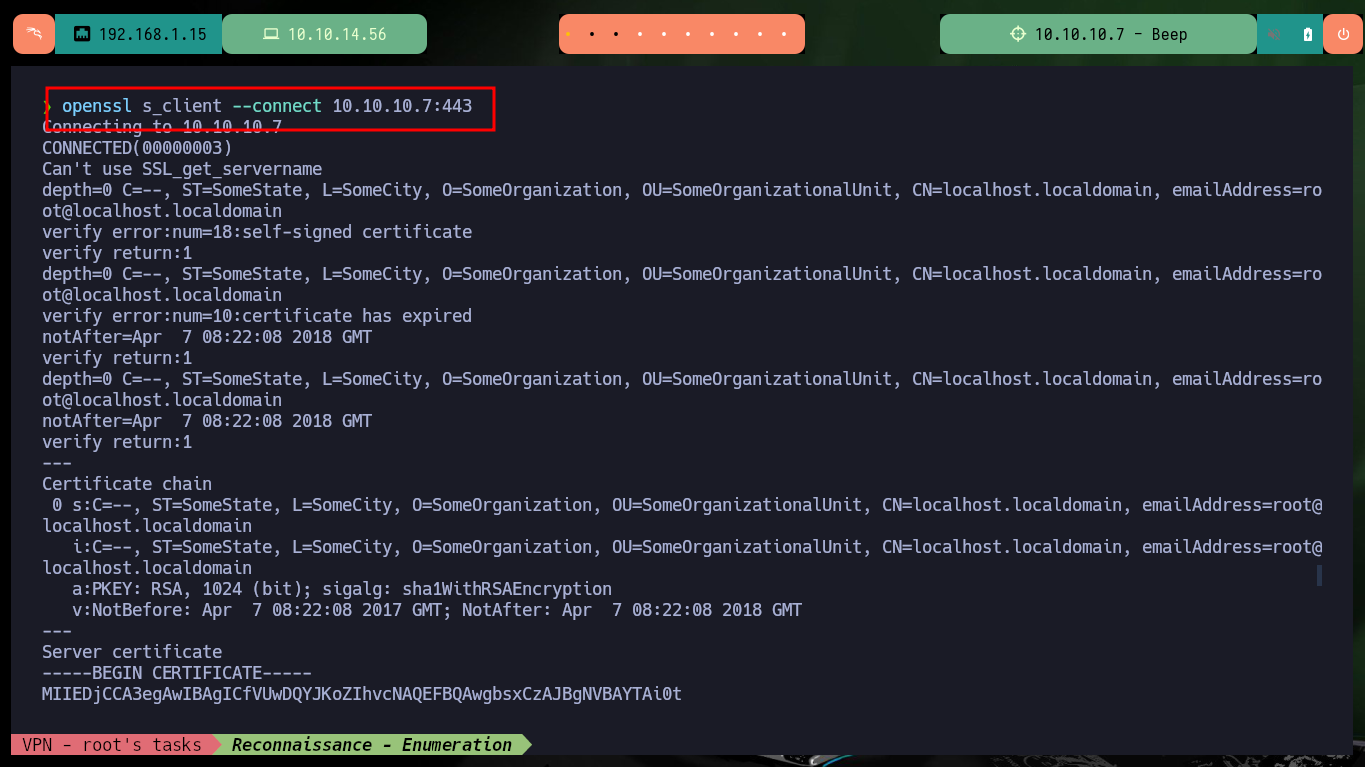 192.168.1.15
10.10.14.56
10.10.10.7 - Beep
❯ openssl s_client --connect 10.10.10.7:443
Connecting to 10.10.10.7
CONNECTED(00000003)
Can't use SSL_get_servername
depth=0 C=--, ST=SomeState, L=SomeCity, O=SomeOrganization, OU=SomeOrganizationalUnit, CN=localhost.localdomain, emailAddress=ro
ot@localhost.localdomain
verify error:num=18:self-signed certificate
verify return:1
depth=0 C=--, ST=SomeState, L=SomeCity, O=SomeOrganization, OU=SomeOrganizationalUnit, CN=localhost.localdomain, emailAddress=ro
ot@localhost.localdomain
verify error:num=10:certificate has expired
notAfter=Apr  7 08:22:08 2018 GMT
verify return:1
depth=0 C=--, ST=SomeState, L=SomeCity, O=SomeOrganization, OU=SomeOrganizationalUnit, CN=localhost.localdomain, emailAddress=ro
ot@localhost.localdomain
notAfter=Apr  7 08:22:08 2018 GMT
verify return:1
---
Certificate chain
 0 s:C=--, ST=SomeState, L=SomeCity, O=SomeOrganization, OU=SomeOrganizationalUnit, CN=localhost.localdomain, emailAddress=root@
localhost.localdomain
   i:C=--, ST=SomeState, L=SomeCity, O=SomeOrganization, OU=SomeOrganizationalUnit, CN=localhost.localdomain, emailAddress=root@
localhost.localdomain
   a:PKEY: RSA, 1024 (bit); sigalg: sha1WithRSAEncryption
   v:NotBefore: Apr  7 08:22:08 2017 GMT; NotAfter: Apr  7 08:22:08 2018 GMT
---
Server certificate
-----BEGIN CERTIFICATE-----
MIIEDjCCA3egAwIBAgICfVUwDQYJKoZIhvcNAQEFBQAwgbsxCzAJBgNVBAYTAi0t
VPN - root's tasks
Reconnaissance - Enumeration